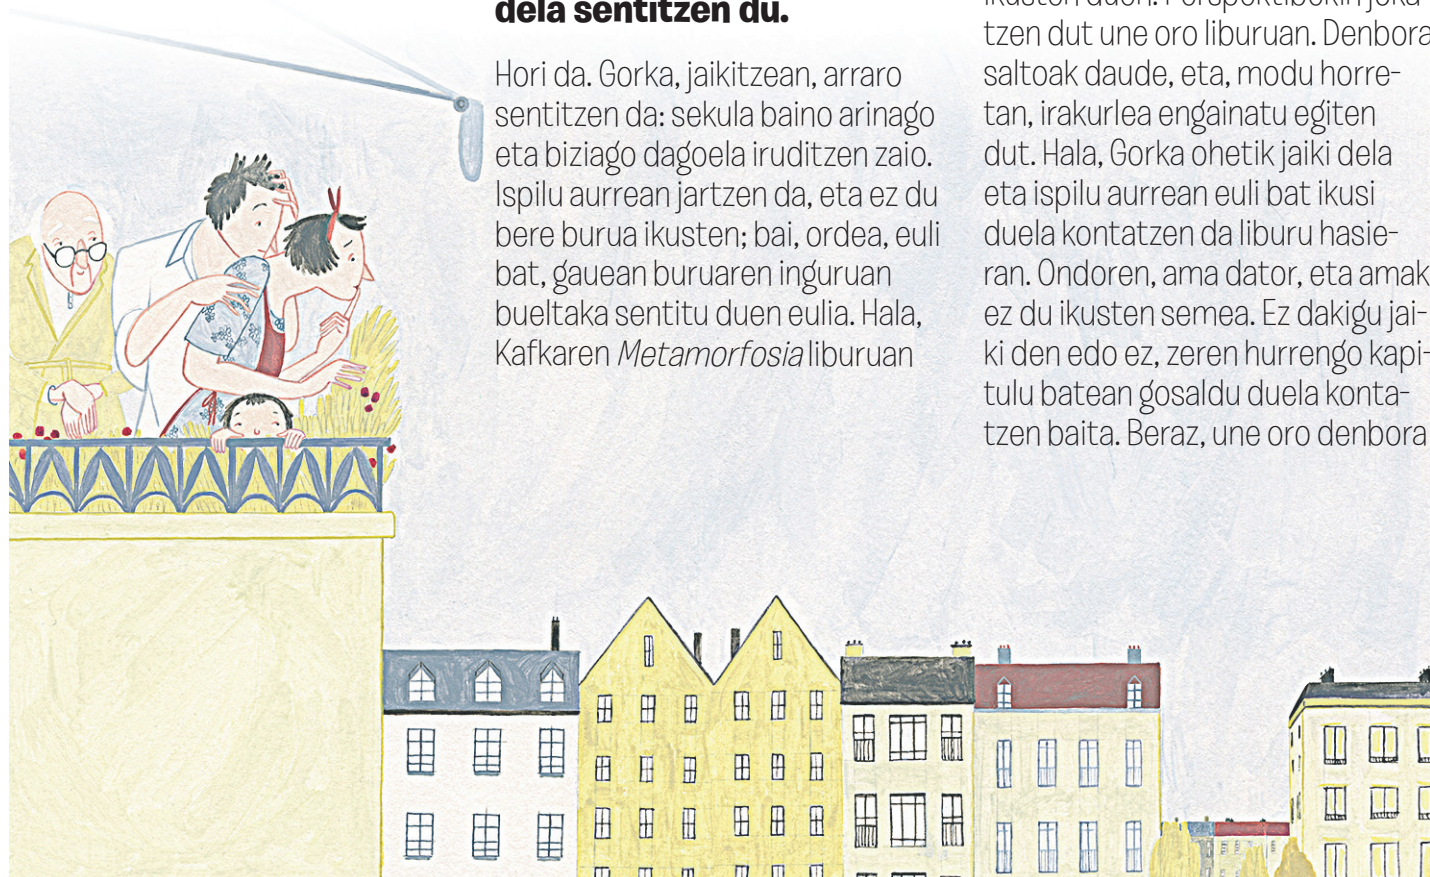 dela sentitzen du.
Hori da. Gorka, jaikitzean, arraro
sentitzen da: sekula baino arinago
eta biziago dagoela iruditzen zaio.
Ispilu aurrean jartzen da, eta ez du
bere burua ikusten; bai, ordea, euli
bat, gauean buruaren inguruan
bueltaka sentitu duen eulia. Hala,
Kafkaren Metamorfosia liburuan
tzen dut une oro liburuan. Denbora
saltoak daude, eta, modu horre-
tan, irakurlea engainatu egiten
dut. Hala, Gorka ohetik jaiki dela
eta ispilu aurrean euli bat ikusi
duela kontatzen da liburu hasie-
ran. Ondoren, ama dator, eta amak
ez du ikusten semea. Ez dakigu jai-
ki den edo ez, zeren hurrengo kapi-
tulu batean gosaldu duela konta-
tzen baita. Beraz, une oro denbora